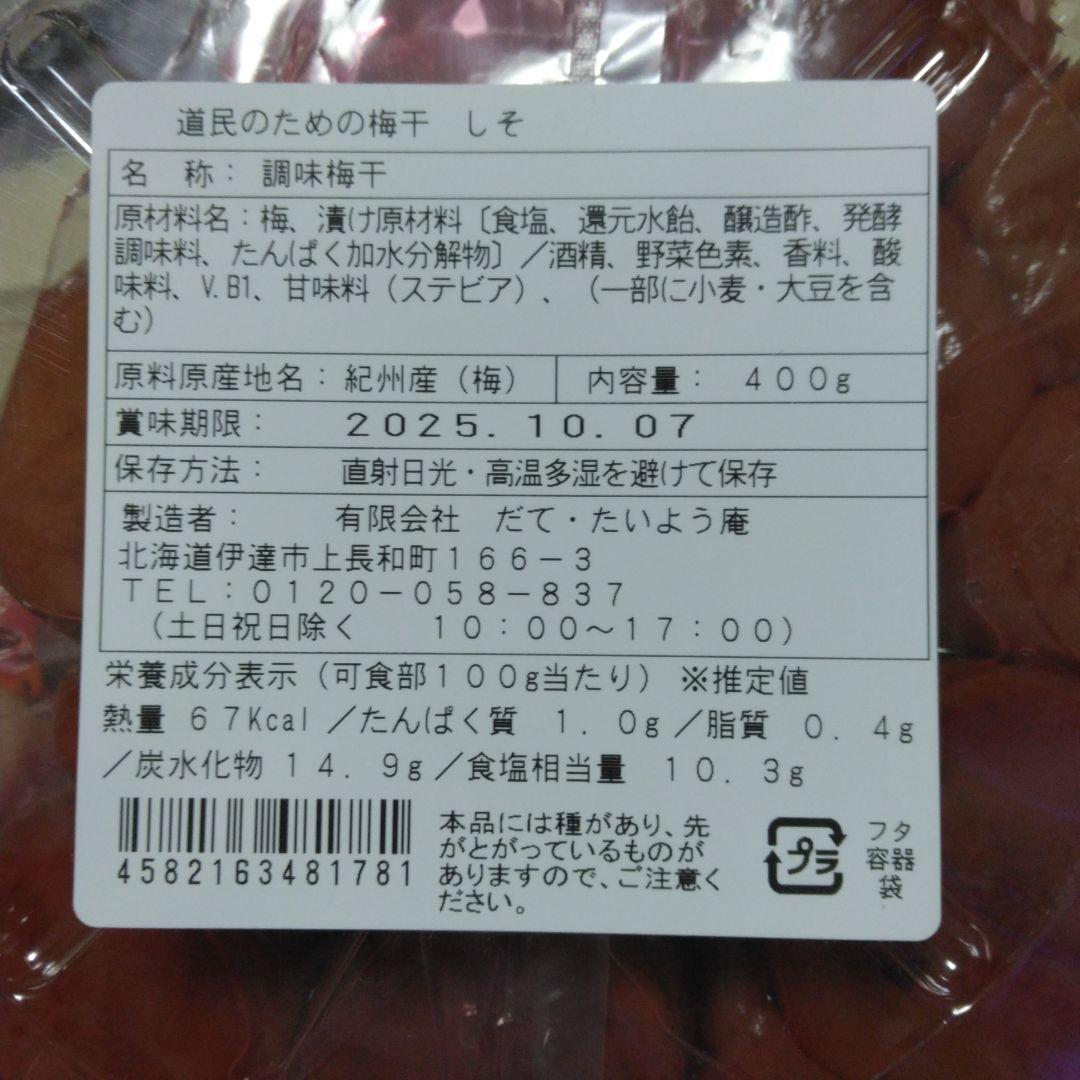 道民のための梅干　しそ
名　称：　調味梅干
原材料名：梅、漬け原材料〔食塩、還元水飴、醸造酢、発酵
調味料、たんぱく加水分解物〕／酒精、野菜色素、香料、酸
味料、V.B1、甘味料（ステビア）、（一部に小麦・大豆を含
む）
原料原産地名：紀州産（梅）　内容量：　４００g
賞味期限：　2025.10.07
保存方法：　直射日光・高温多湿を避けて保存
製造者：　有限会社　だて・たいよう庵
北海道伊達市上長和町１６６－３
ＴＥＬ：０１２０－０５８－８３７
（土日祝日除く　　１０：００～１７：００）
栄養成分表示（可食部１００g当たり）※推定値
熱量 ６７Kcal ／たんぱく質　１．０g／脂質　０．４g
／炭水化物 １４．９g／食塩相当量　１０．３g
4582163481781
本品には種があり、先
がとがっているものが
ありますので、ご注意く
ださい。
プラ
フタ
容器
袋